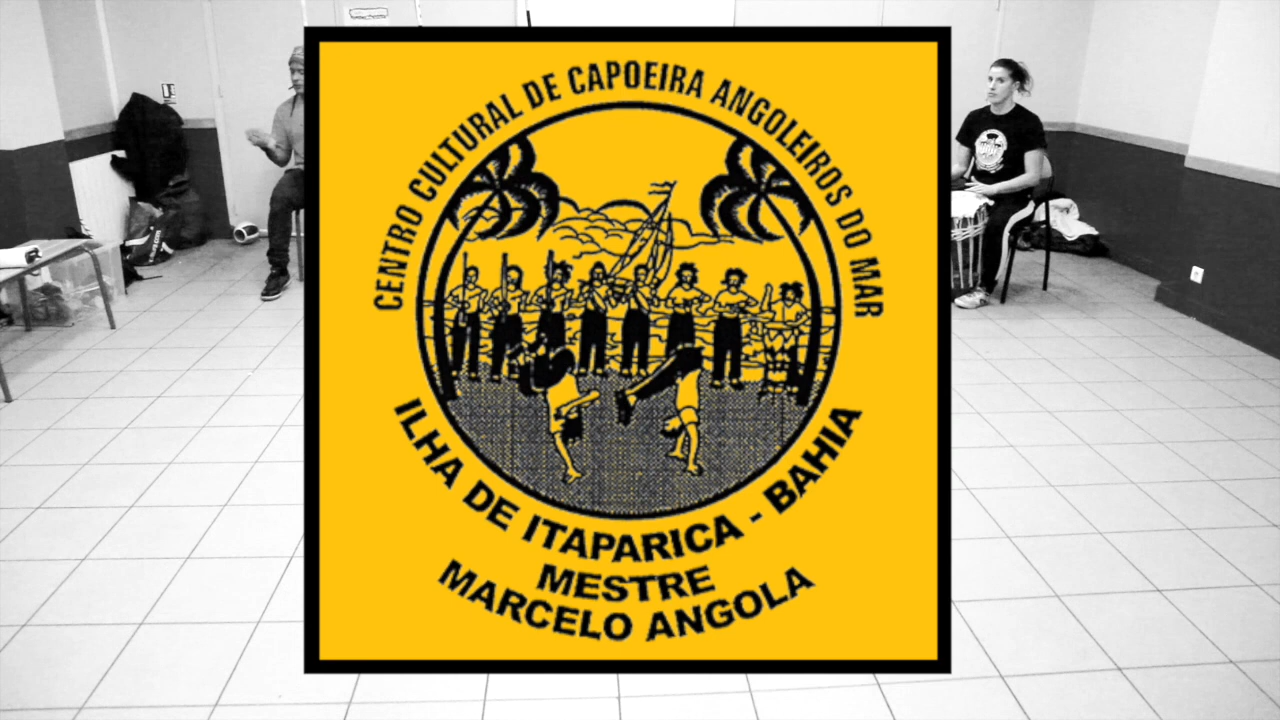 CENTRO CULTURAL DE CAPOEIRA ANGOLEIROS DO MAR
ILHA DE ITAPARICA - BAHIA
MESTRE
MARCELO ANGOLA